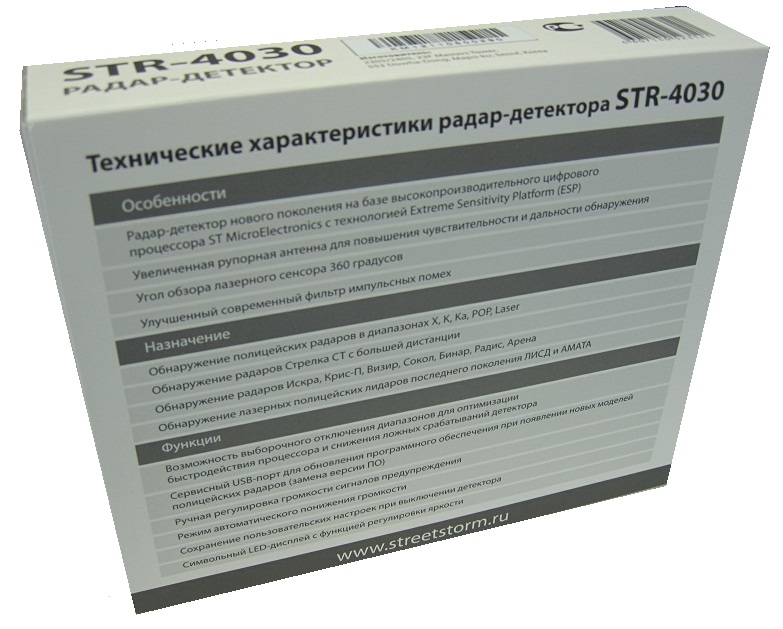 STR-4030
РАДАР-ДЕТЕКТОР
Изготовитель:
Seoul, Korea
РС
Технические характеристики радар-детектора STR-4030
Особенности
Радар-детектор нового поколения на базе высокопроизводительного цифрового
процессора ST MicroElectronics с технологией Extreme Sensitivity Platform (ESP)
Увеличенная рупорная антенна для повышения чувствительности и дальности обнаружения
Угол обзора лазерного сенсора 360 градусов
Улучшенный современный фильтр импульсных помех
Назначение
Обнаружение полицейских радаров в диапазонах X, K, Ka, POP, Laser
Обнаружение радаров Стрелка СТ с большей дистанции
Обнаружение радаров Искра, Крис-П, Визир, Сокол, Бинар, Радис, Арена
Обнаружение лазерных полицейских лидаров последнего поколения ЛИСД и АМАТА
Функции
Возможность выборочного отключения диапазонов для оптимизации
быстродействия процессора и снижения ложных срабатываний детектора
Сервисный USB-порт для обновления программного обеспечения при появлении новых моделей
полицейских радаров (замена версии ПО)
Ручная регулировка громкости сигналов предупреждения
Режим автоматического понижения громкости
Сохранение пользовательских настроек при выключении детектора
Символьный LED-дисплей с функцией регулировки яркости
www.streetstorm.ru